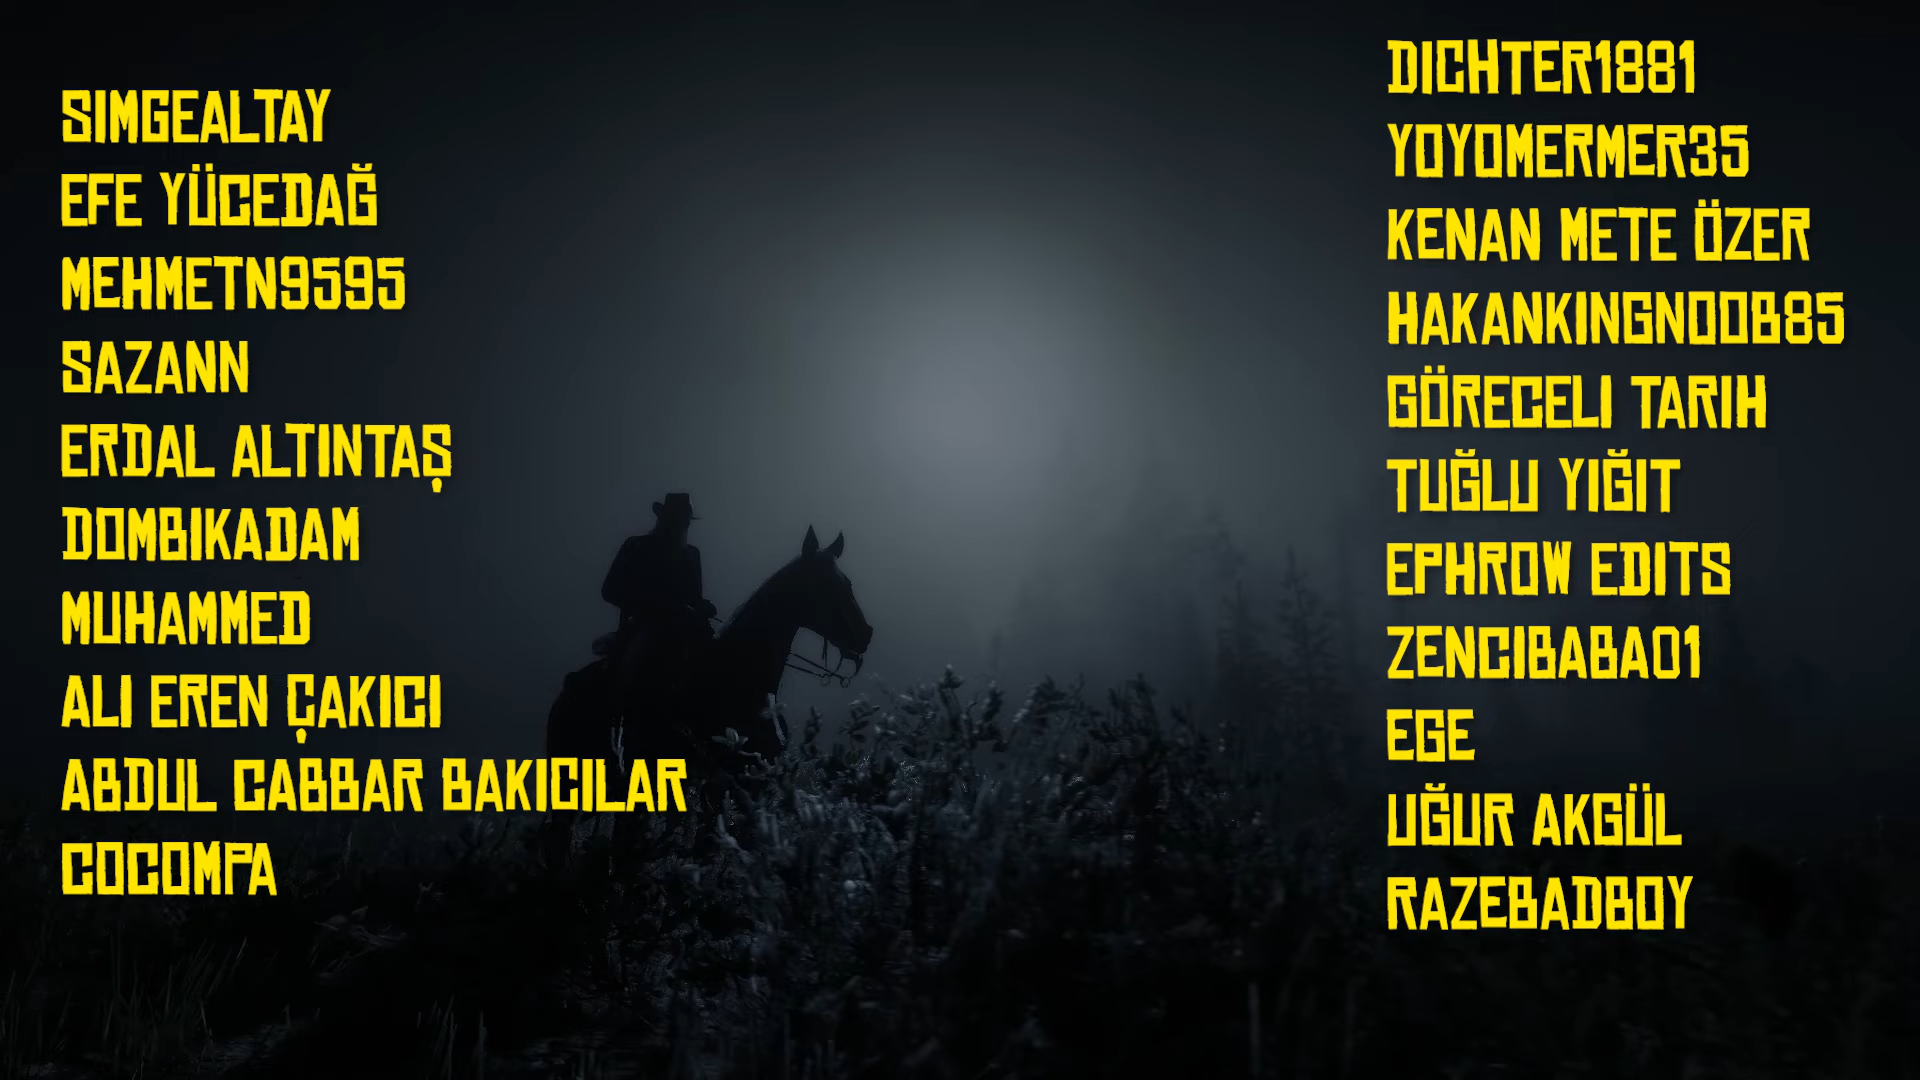 SIMGEALTAY
EFE YÜCEDAĞ
MEHMETN9595
SAZANN
ERDAL ALTINTAŞ
DOMBIKADAM
MUHAMMED
ALI EREN ÇAKICI
ABDUL CABBAR BAKICILAR
COCOMPA
DICHTER1881
YOYOMERMER35
KENAN METE ÖZER
HAKANKINGNOOB85
GÖRECELI TARIH
TUĞLU YIĞIT
EPHROW EDITS
ZENCIBABA01
EGE
UĞUR AKGÜL
RAZEBADBOY